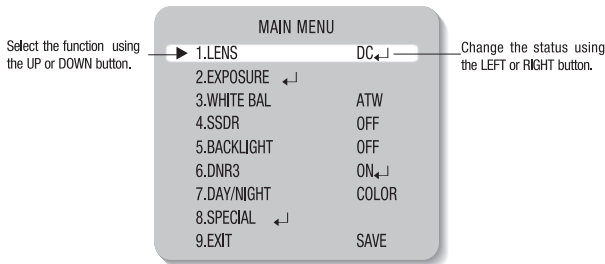 MAIN MENU
Select the function using
the UP or DOWN button.
▶ 1.LENS DC↵
Change the status using
the LEFT or RIGHT button.
2.EXPOSURE ↵
3.WHITE BAL ATW
4.SSDR OFF
5.BACKLIGHT OFF
6.DNR3 ON↵
7.DAY/NIGHT COLOR
8.SPECIAL ↵
9.EXIT SAVE